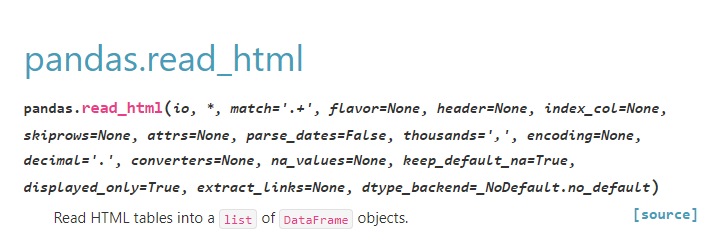 pandas.read_html
pandas.read_html(io, *, match='.+', flavor=None, header=None, index_col=None,
skiprows=None, attrs=None, parse_dates=False, thousands=',', encoding=None,
decimal='.', converters=None, na_values=None, keep_default_na=True,
displayed_only=True, extract_links=None, dtype_backend=_NoDefault.no_default)
Read HTML tables into a list of DataFrame objects. [source]